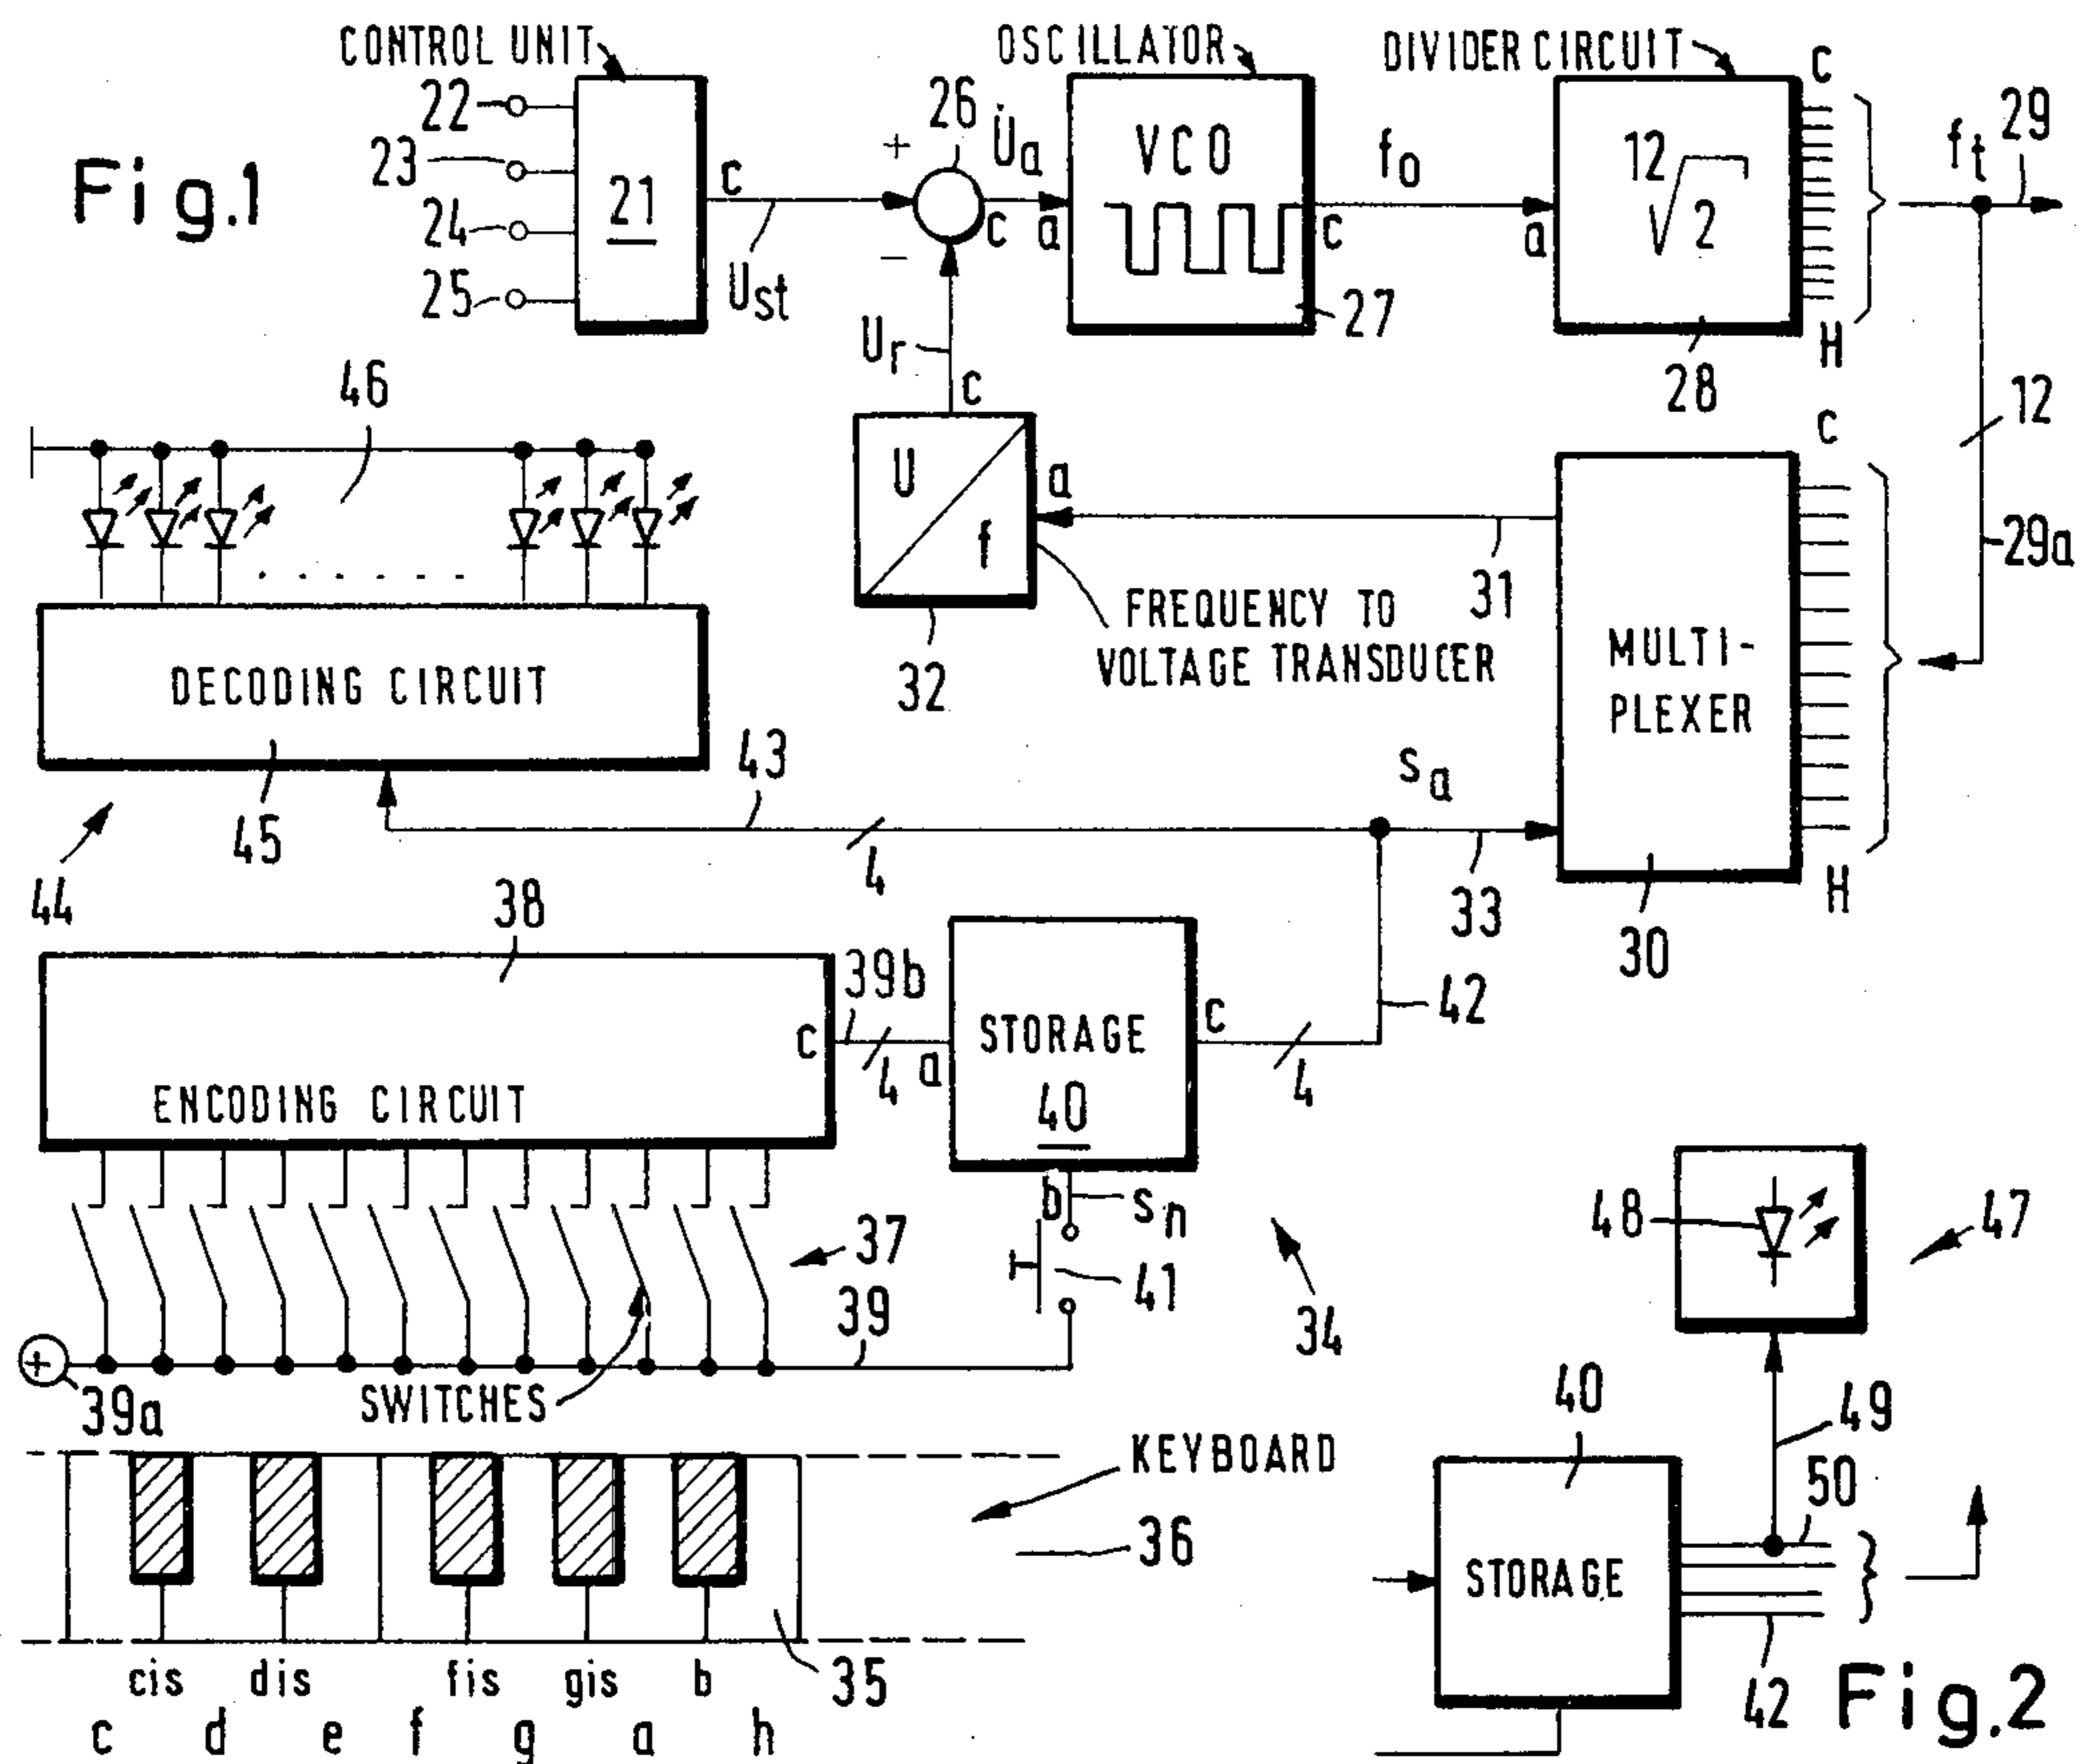 CONTROL UNIT
OSCILLATOR
DIVIDER CIRCUIT
Fig.1
22
23
24
25
21
c
Ust
+
−
26
Ua
c
a
VCO
c
27
fo
a
12√2
28
C
H
ft
29
12
29a
Ur
c
U
f
a
32
FREQUENCY TO
VOLTAGE TRANSDUCER
31
C
MULTI-
PLEXER
H
30
46
DECODING CIRCUIT
45
44
43
4
sa
33
38
ENCODING CIRCUIT
c
39b
4
a
STORAGE
40
c
4
42
b
sn
41
34
37
39
+
39a
SWITCHES
KEYBOARD
36
35
cis dis fis gis b
c d e f g a h
48
47
49
40
50
STORAGE
42
Fig.2